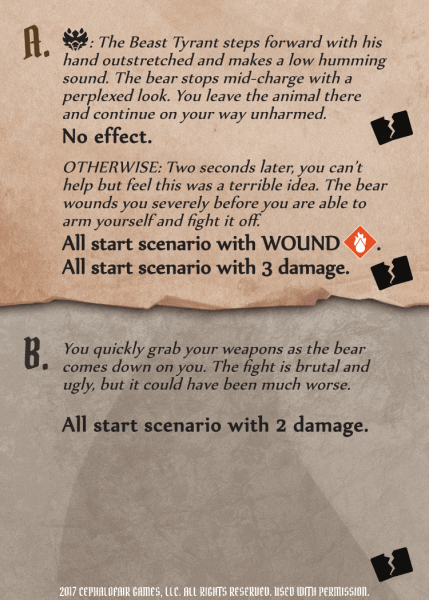 A. : The Beast Tyrant steps forward with his
hand outstretched and makes a low humming
sound. The bear stops mid-charge with a
perplexed look. You leave the animal there
and continue on your way unharmed.
No effect.
OTHERWISE: Two seconds later, you can't
help but feel this was a terrible idea. The bear
wounds you severely before you are able to
arm yourself and fight it off.
All start scenario with WOUND .
All start scenario with 3 damage.
B. You quickly grab your weapons as the bear
comes down on you. The fight is brutal and
ugly, but it could have been much worse.
All start scenario with 2 damage.
2017 CEPHALOFAIR GAMES, LLC. ALL RIGHTS RESERVED. USED WITH PERMISSION.